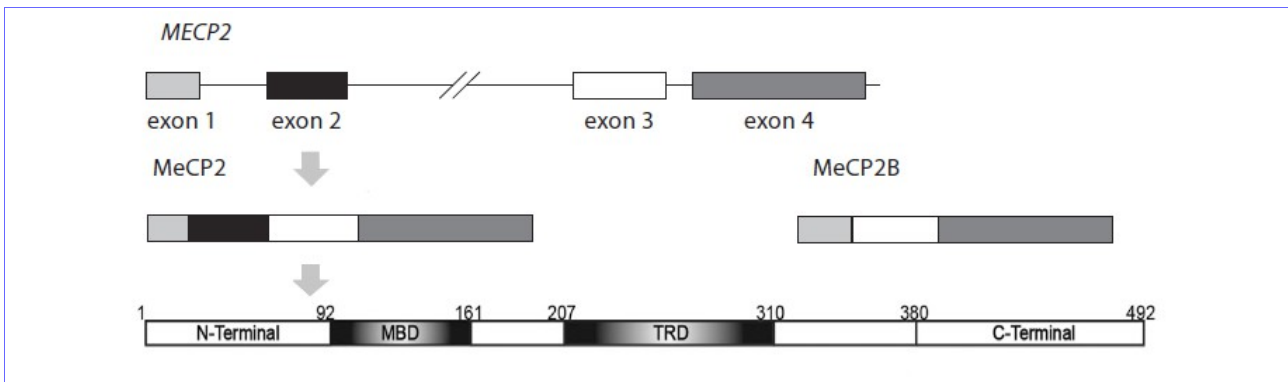 MECP2
exon 1 exon 2 exon 3 exon 4
MeCP2 MeCP2B
1 92 161 207 310 380 492
N-Terminal MBD TRD C-Terminal